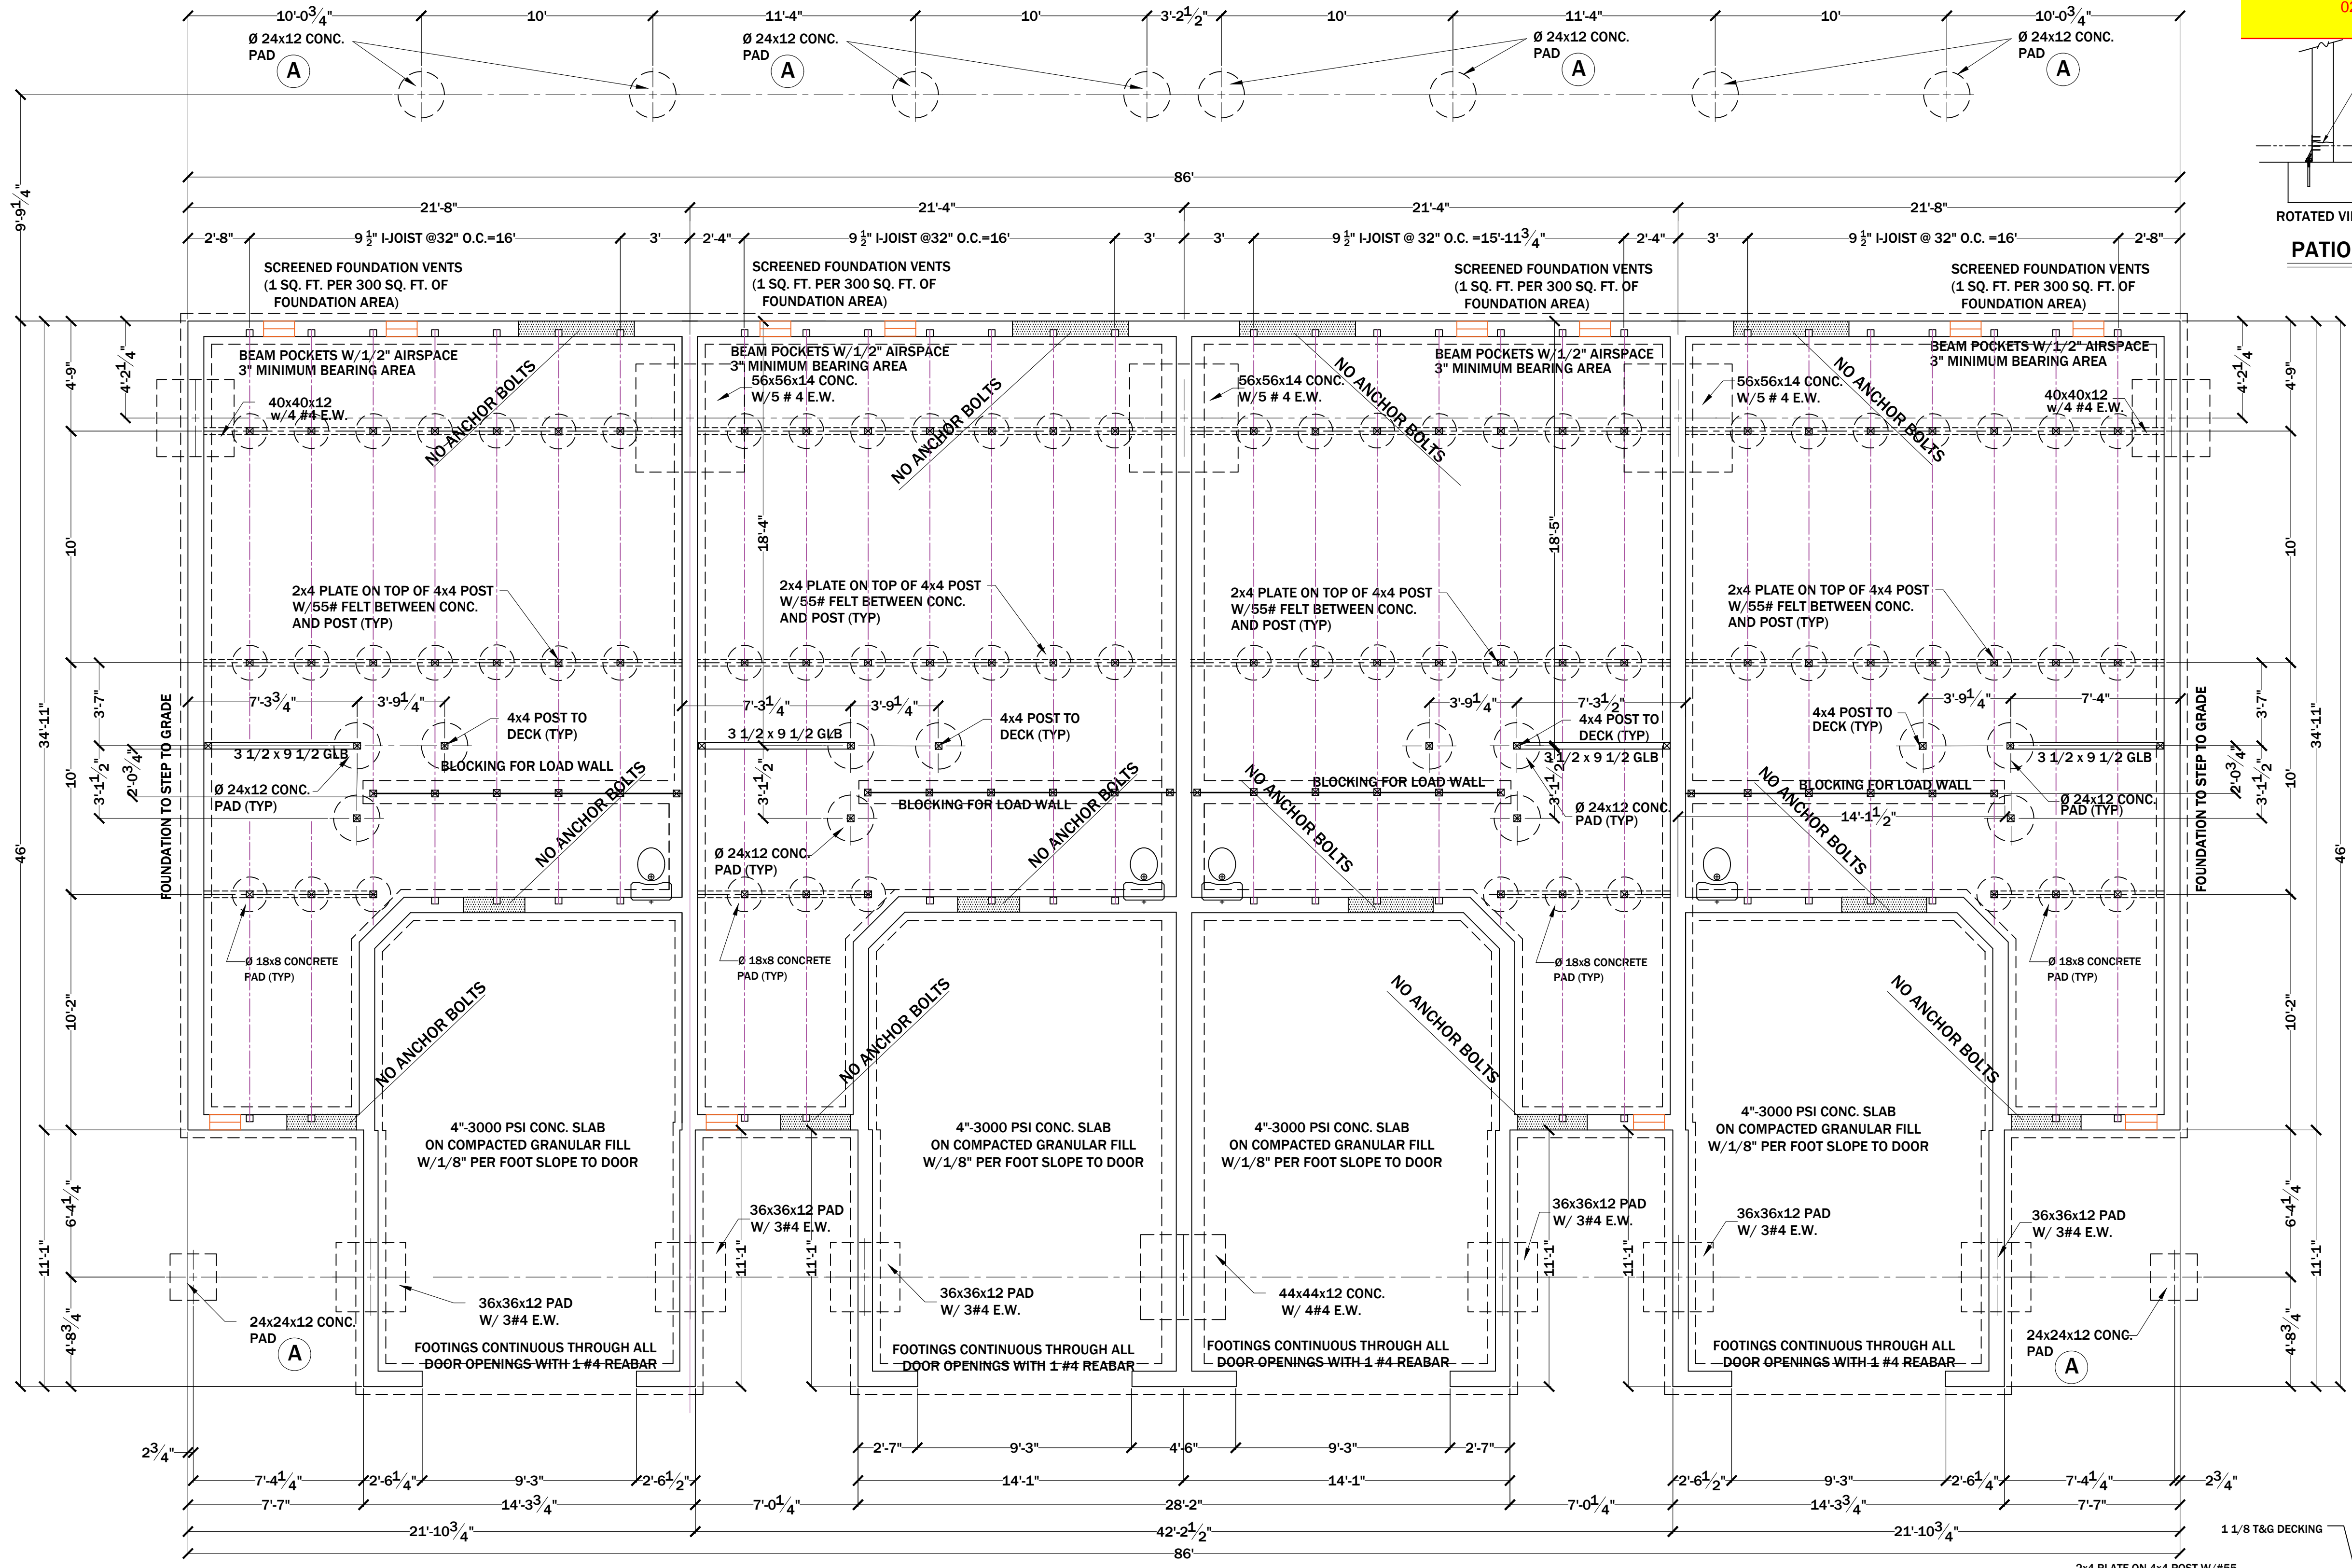 10'-0 3/4"
10'
11'-4"
10'
3'-2 1/2"
10'
11'-4"
10'
10'-0 3/4"
Ø 24x12 CONC.
PAD
A
Ø 24x12 CONC.
PAD
A
Ø 24x12 CONC.
PAD
A
Ø 24x12 CONC.
PAD
A
ROTATED
PATIO
9'-9 1/4"
86'
21'-8"
21'-4"
21'-4"
21'-8"
2'-8"
9 1/2" I-JOIST @32" O.C.=16'
3'
2'-4"
9 1/2" I-JOIST @32" O.C.=16'
3'
3'
9 1/2" I-JOIST @ 32" O.C. =15'-11 3/4"
2'-4"
3'
9 1/2" I-JOIST @ 32" O.C. =16'
2'-8"
SCREENED FOUNDATION VENTS
(1 SQ. FT. PER 300 SQ. FT. OF
FOUNDATION AREA)
SCREENED FOUNDATION VENTS
(1 SQ. FT. PER 300 SQ. FT. OF
FOUNDATION AREA)
SCREENED FOUNDATION VENTS
(1 SQ. FT. PER 300 SQ. FT. OF
FOUNDATION AREA)
SCREENED FOUNDATION VENTS
(1 SQ. FT. PER 300 SQ. FT. OF
FOUNDATION AREA)
BEAM POCKETS W/1/2" AIRSPACE
3" MINIMUM BEARING AREA
BEAM POCKETS W/1/2" AIRSPACE
3" MINIMUM BEARING AREA
BEAM POCKETS W/1/2" AIRSPACE
3" MINIMUM BEARING AREA
BEAM POCKETS W/1/2" AIRSPACE
3" MINIMUM BEARING AREA
4'-9"
4'-2 1/4"
40x40x12
w/4 #4 E.W.
NO ANCHOR BOLTS
56x56x14 CONC.
W/5 # 4 E.W.
NO ANCHOR BOLTS
56x56x14 CONC.
W/5 # 4 E.W.
NO ANCHOR BOLTS
56x56x14 CONC.
W/5 # 4 E.W.
NO ANCHOR BOLTS
40x40x12
w/4 #4 E.W.
4'-2 1/4"
4'-9"
10'
18'-4"
18'-5"
10'
2x4 PLATE ON TOP OF 4x4 POST
W/55# FELT BETWEEN CONC.
AND POST (TYP)
2x4 PLATE ON TOP OF 4x4 POST
W/55# FELT BETWEEN CONC.
AND POST (TYP)
2x4 PLATE ON TOP OF 4x4 POST
W/55# FELT BETWEEN CONC.
AND POST (TYP)
2x4 PLATE ON TOP OF 4x4 POST
W/55# FELT BETWEEN CONC.
AND POST (TYP)
34'-11"
46'
10'
3'-7"
3'-1 1/2"
2'-0 3/4"
FOUNDATION TO STEP TO GRADE
7'-3 3/4"
3'-9 1/4"
4x4 POST TO
DECK (TYP)
3 1/2 x 9 1/2 GLB
BLOCKING FOR LOAD WALL
Ø 24x12 CONC.
PAD (TYP)
NO ANCHOR BOLTS
7'-3 1/4"
3'-9 1/4"
4x4 POST TO
DECK (TYP)
3 1/2 x 9 1/2 GLB
3'-1 1/2"
BLOCKING FOR LOAD WALL
Ø 24x12 CONC.
PAD (TYP)
NO ANCHOR BOLTS
3'-9 1/4"
7'-3 1/2"
4x4 POST TO
DECK (TYP)
3 1/2 x 9 1/2 GLB
BLOCKING FOR LOAD WALL
3'-1 1/2"
Ø 24x12 CONC.
PAD (TYP)
NO ANCHOR BOLTS
3'-9 1/4"
7'-4"
4x4 POST TO
DECK (TYP)
3 1/2 x 9 1/2 GLB
BLOCKING FOR LOAD WALL
Ø 24x12 CONC.
PAD (TYP)
14'-1 1/2"
NO ANCHOR BOLTS
FOUNDATION TO STEP TO GRADE
3'-7"
2'-0 3/4"
3'-1 1/2"
10'
34'-11"
46'
Ø 18x8 CONCRETE
PAD (TYP)
Ø 18x8 CONCRETE
PAD (TYP)
Ø 18x8 CONCRETE
PAD (TYP)
Ø 18x8 CONCRETE
PAD (TYP)
10'-2"
NO ANCHOR BOLTS
NO ANCHOR BOLTS
NO ANCHOR BOLTS
NO ANCHOR BOLTS
10'-2"
4"-3000 PSI CONC. SLAB
ON COMPACTED GRANULAR FILL
W/1/8" PER FOOT SLOPE TO DOOR
4"-3000 PSI CONC. SLAB
ON COMPACTED GRANULAR FILL
W/1/8" PER FOOT SLOPE TO DOOR
4"-3000 PSI CONC. SLAB
ON COMPACTED GRANULAR FILL
W/1/8" PER FOOT SLOPE TO DOOR
4"-3000 PSI CONC. SLAB
ON COMPACTED GRANULAR FILL
W/1/8" PER FOOT SLOPE TO DOOR
11'-1"
6'-4 1/4"
4'-8 3/4"
24x24x12 CONC.
PAD
A
36x36x12 PAD
W/ 3#4 E.W.
36x36x12 PAD
W/ 3#4 E.W.
11'-1"
11'-1"
36x36x12 PAD
W/ 3#4 E.W.
44x44x12 CONC.
W/ 4#4 E.W.
36x36x12 PAD
W/ 3#4 E.W.
11'-1"
11'-1"
36x36x12 PAD
W/ 3#4 E.W.
36x36x12 PAD
W/ 3#4 E.W.
24x24x12 CONC.
PAD
A
6'-4 1/4"
4'-8 3/4"
11'-1"
FOOTINGS CONTINUOUS THROUGH ALL
DOOR OPENINGS WITH 1 #4 REABAR
FOOTINGS CONTINUOUS THROUGH ALL
DOOR OPENINGS WITH 1 #4 REABAR
FOOTINGS CONTINUOUS THROUGH ALL
DOOR OPENINGS WITH 1 #4 REABAR
FOOTINGS CONTINUOUS THROUGH ALL
DOOR OPENINGS WITH 1 #4 REABAR
2'-7"
9'-3"
4'-6"
9'-3"
2'-7"
2 3/4"
7'-4 1/4"
2'-6 1/4"
9'-3"
2'-6 1/2"
14'-1"
14'-1"
2'-6 1/2"
9'-3"
2'-6 1/4"
7'-4 1/4"
2 3/4"
7'-7"
14'-3 3/4"
7'-0 1/4"
28'-2"
7'-0 1/4"
14'-3 3/4"
7'-7"
21'-10 3/4"
42'-2 1/2"
21'-10 3/4"
86'
1 1/8 T&G DECKING
2x4 PLATE ON 4x4 POST W/#55